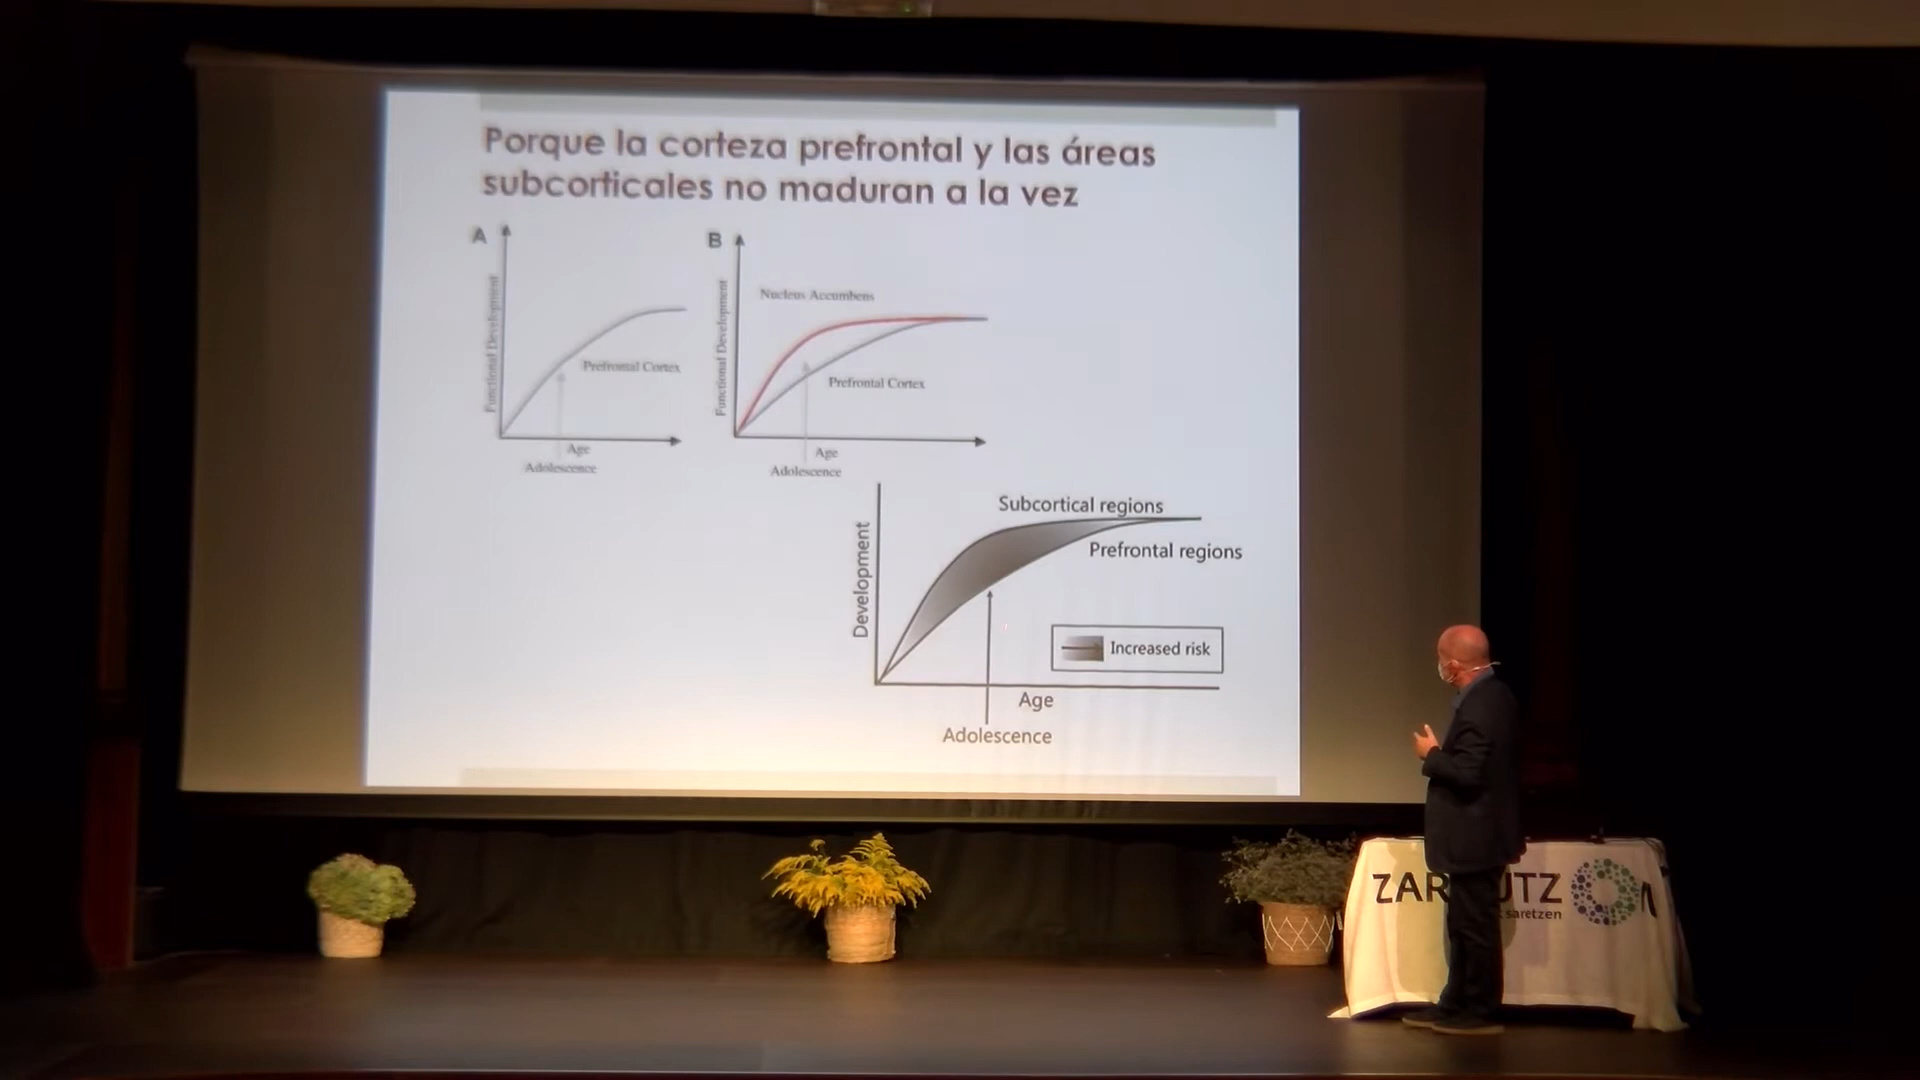 Porque la corteza prefrontal y las áreas
subcorticales no maduran a la vez
A
Functional Development
Prefrontal Cortex
Age
Adolescence
B
Functional Development
Nucleus Accumbens
Prefrontal Cortex
Age
Adolescence
Development
Subcortical regions
Prefrontal regions
Increased risk
Age
Adolescence
ZAR UTZ
saretzen